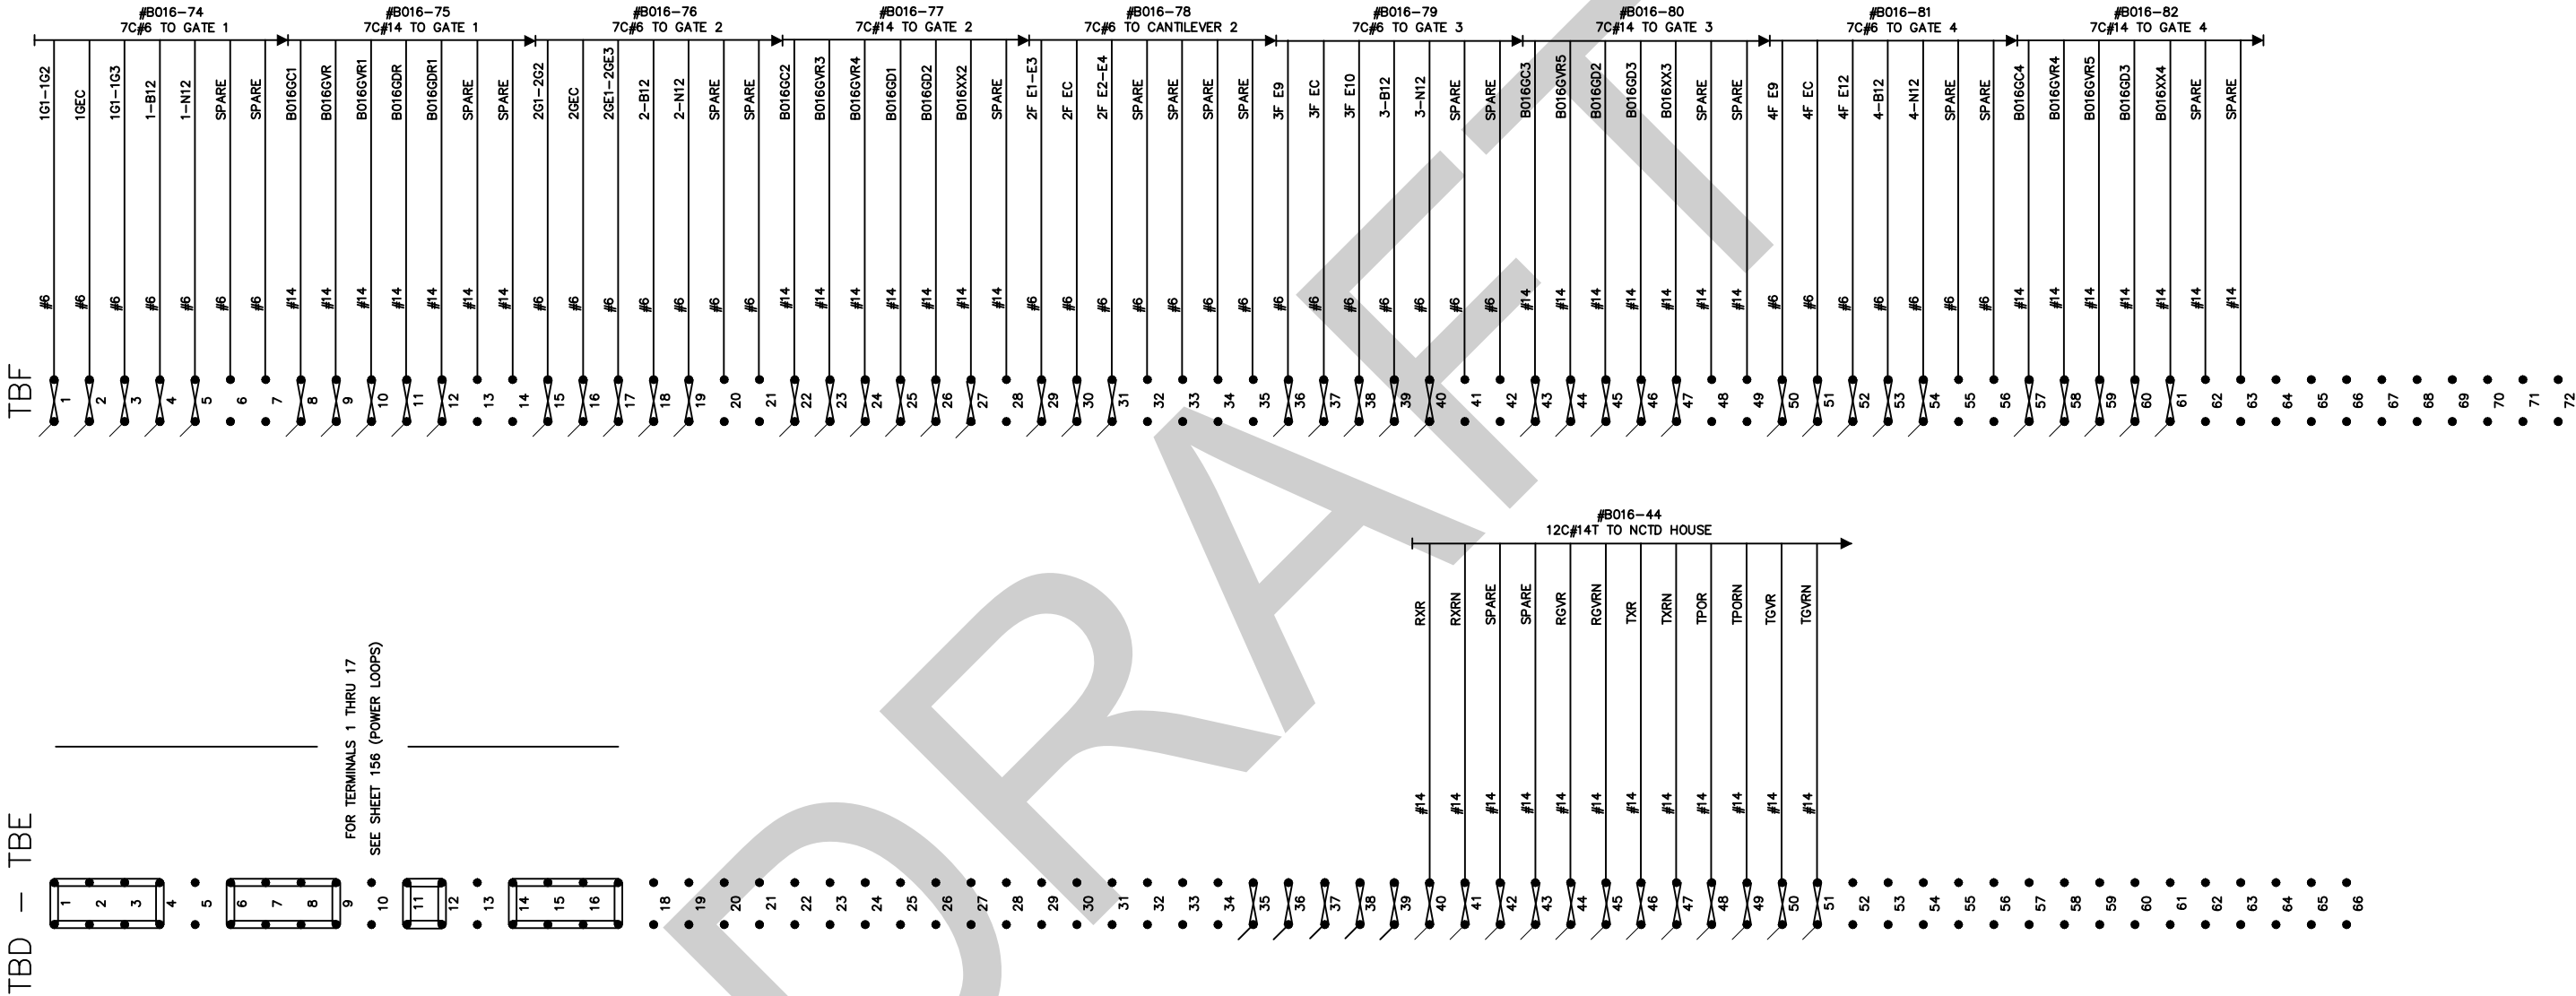 #B016-74
7C#6 TO GATE 1
#B016-75
7C#14 TO GATE 1
#B016-76
7C#6 TO GATE 2
#B016-77
7C#14 TO GATE 2
#B016-78
7C#6 TO CANTILEVER 2
#B016-79
7C#6 TO GATE 3
#B016-80
7C#14 TO GATE 3
#B016-81
7C#6 TO GATE 4
#B016-82
7C#14 TO GATE 4
1G1-1G2
1GEC
1G1-1G3
1-B12
1-N12
SPARE
SPARE
B016GC1
B016GVR
B016GVR1
B016GDR
B016GDR1
SPARE
SPARE
2G1-2G2
2GEC
2GE1-2GE3
2-B12
2-N12
SPARE
SPARE
B016GC2
B016GVR3
B016GVR4
B016GD1
B016GD2
B016XX2
SPARE
2F E1-E3
2F EC
2F E2-E4
SPARE
SPARE
SPARE
SPARE
3F E9
3F EC
3F E10
3-B12
3-N12
SPARE
SPARE
B016GC3
B016GVR5
B016GD2
B016GD3
B016XX3
SPARE
SPARE
4F E9
4F EC
4F E12
4-B12
4-N12
SPARE
SPARE
B016GC4
B016GVR4
B016GVR5
B016GD3
B016XX4
SPARE
SPARE
#6 #6 #6 #6 #6 #6 #6 #14 #14 #14 #14 #14 #14 #14 #6 #6 #6 #6 #6 #6 #6 #14 #14 #14 #14 #14 #14 #14 #6 #6 #6 #6 #6 #6 #6 #6 #6 #6 #6 #6 #6 #6 #14 #14 #14 #14 #14 #14 #14 #6 #6 #6 #6 #6 #6 #6 #14 #14 #14 #14 #14 #14 #14
TBF
1 2 3 4 5 6 7 8 9 10 11 12 13 14 15 16 17 18 19 20 21 22 23 24 25 26 27 28 29 30 31 32 33 34 35 36 37 38 39 40 41 42 43 44 45 46 47 48 49 50 51 52 53 54 55 56 57 58 59 60 61 62 63 64 65 66 67 68 69 70 71 72
#B016-44
12C#14T TO NCTD HOUSE
RXR
RXRN
SPARE
SPARE
RGVR
RGVRN
TXR
TXRN
TPOR
TPORN
TGVR
TGVRN
#14 #14 #14 #14 #14 #14 #14 #14 #14 #14 #14 #14
FOR TERMINALS 1 THRU 17
SEE SHEET 156 (POWER LOOPS)
TBD - TBE
1 2 3 4 5 6 7 8 9 10 11 12 13 14 15 16 18 19 20 21 22 23 24 25 26 27 28 29 30 31 32 33 34 35 36 37 38 39 40 41 42 43 44 45 46 47 48 49 50 51 52 53 54 55 56 57 58 59 60 61 62 63 64 65 66
DRAFT